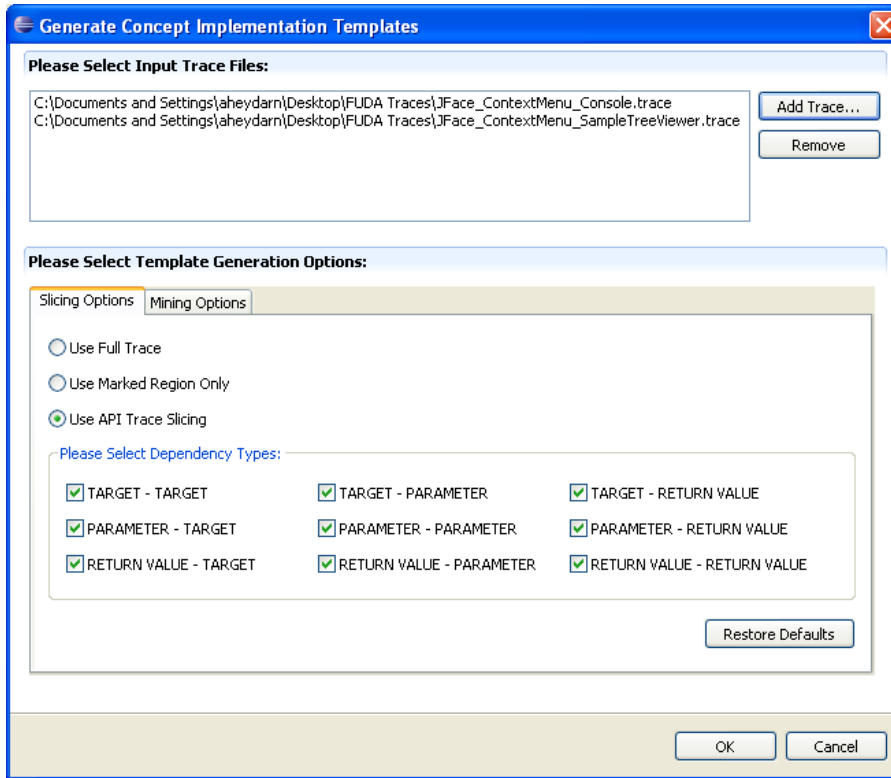 Generate Concept Implementation Templates
Please Select Input Trace Files:
C:\Documents and Settings\aheydarn\Desktop\FUDA Traces\JFace_ContextMenu_Console.trace
C:\Documents and Settings\aheydarn\Desktop\FUDA Traces\JFace_ContextMenu_SampleTreeViewer.trace
Add Trace...
Remove
Please Select Template Generation Options:
Slicing Options Mining Options
Use Full Trace
Use Marked Region Only
Use API Trace Slicing
Please Select Dependency Types:
TARGET - TARGET TARGET - PARAMETER TARGET - RETURN VALUE
PARAMETER - TARGET PARAMETER - PARAMETER PARAMETER - RETURN VALUE
RETURN VALUE - TARGET RETURN VALUE - PARAMETER RETURN VALUE - RETURN VALUE
Restore Defaults
OK Cancel